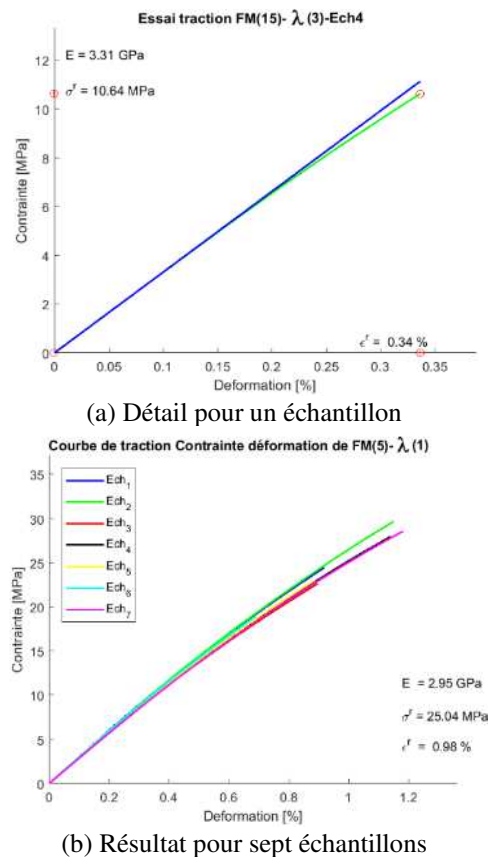 Essai traction FM(15)- λ (3)-Ech4
E = 3.31 GPa
σʳ = 10.64 MPa
Contrainte [MPa]
12
10
8
6
4
2
0
ϵʳ = 0.34 %
0 0.05 0.1 0.15 0.2 0.25 0.3 0.35
Deformation [%]
(a) Détail pour un échantillon
Courbe de traction Contrainte déformation de FM(5)- λ (1)
Ech₁
Ech₂
Ech₃
Ech₄
Ech₅
Ech₆
Ech₇
Contrainte [MPa]
35
30
25
20
15
10
5
0
E = 2.95 GPa
σʳ = 25.04 MPa
ϵʳ = 0.98 %
0 0.2 0.4 0.6 0.8 1 1.2
Deformation [%]
(b) Résultat pour sept échantillons